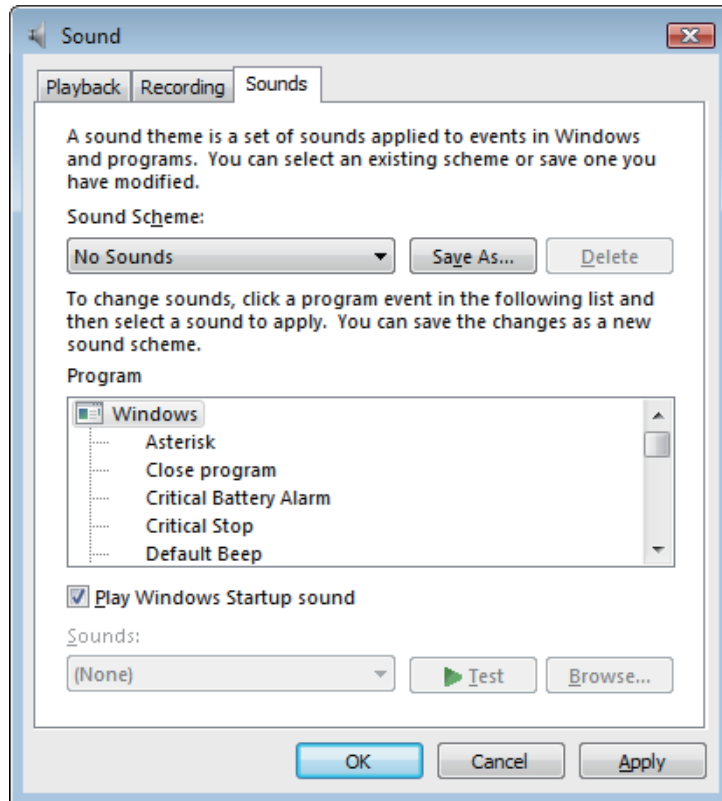 Sound
Playback Recording Sounds
A sound theme is a set of sounds applied to events in Windows
and programs. You can select an existing scheme or save one you
have modified.
Sound Scheme:
No Sounds Save As... Delete
To change sounds, click a program event in the following list and
then select a sound to apply. You can save the changes as a new
sound scheme.
Program
Windows
Asterisk
Close program
Critical Battery Alarm
Critical Stop
Default Beep
Play Windows Startup sound
Sounds:
(None) Test Browse...
OK Cancel Apply